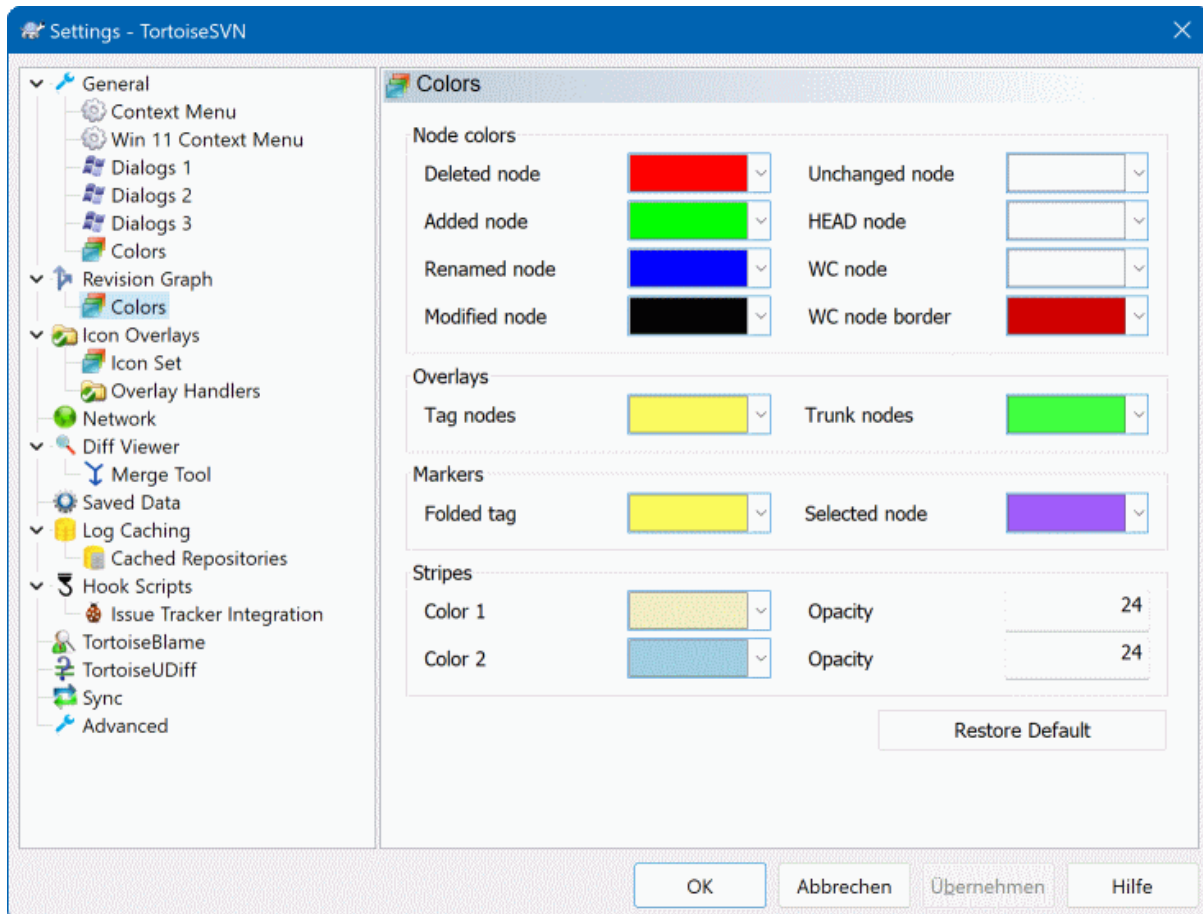 Settings - TortoiseSVN
General
Context Menu
Win 11 Context Menu
Dialogs 1
Dialogs 2
Dialogs 3
Colors
Revision Graph
Colors
Icon Overlays
Icon Set
Overlay Handlers
Network
Diff Viewer
Merge Tool
Saved Data
Log Caching
Cached Repositories
Hook Scripts
Issue Tracker Integration
TortoiseBlame
TortoiseUDiff
Sync
Advanced
Colors
Node colors
Deleted node Unchanged node
Added node HEAD node
Renamed node WC node
Modified node WC node border
Overlays
Tag nodes Trunk nodes
Markers
Folded tag Selected node
Stripes
Color 1 Opacity 24
Color 2 Opacity 24
Restore Default
OK Abbrechen Übernehmen Hilfe